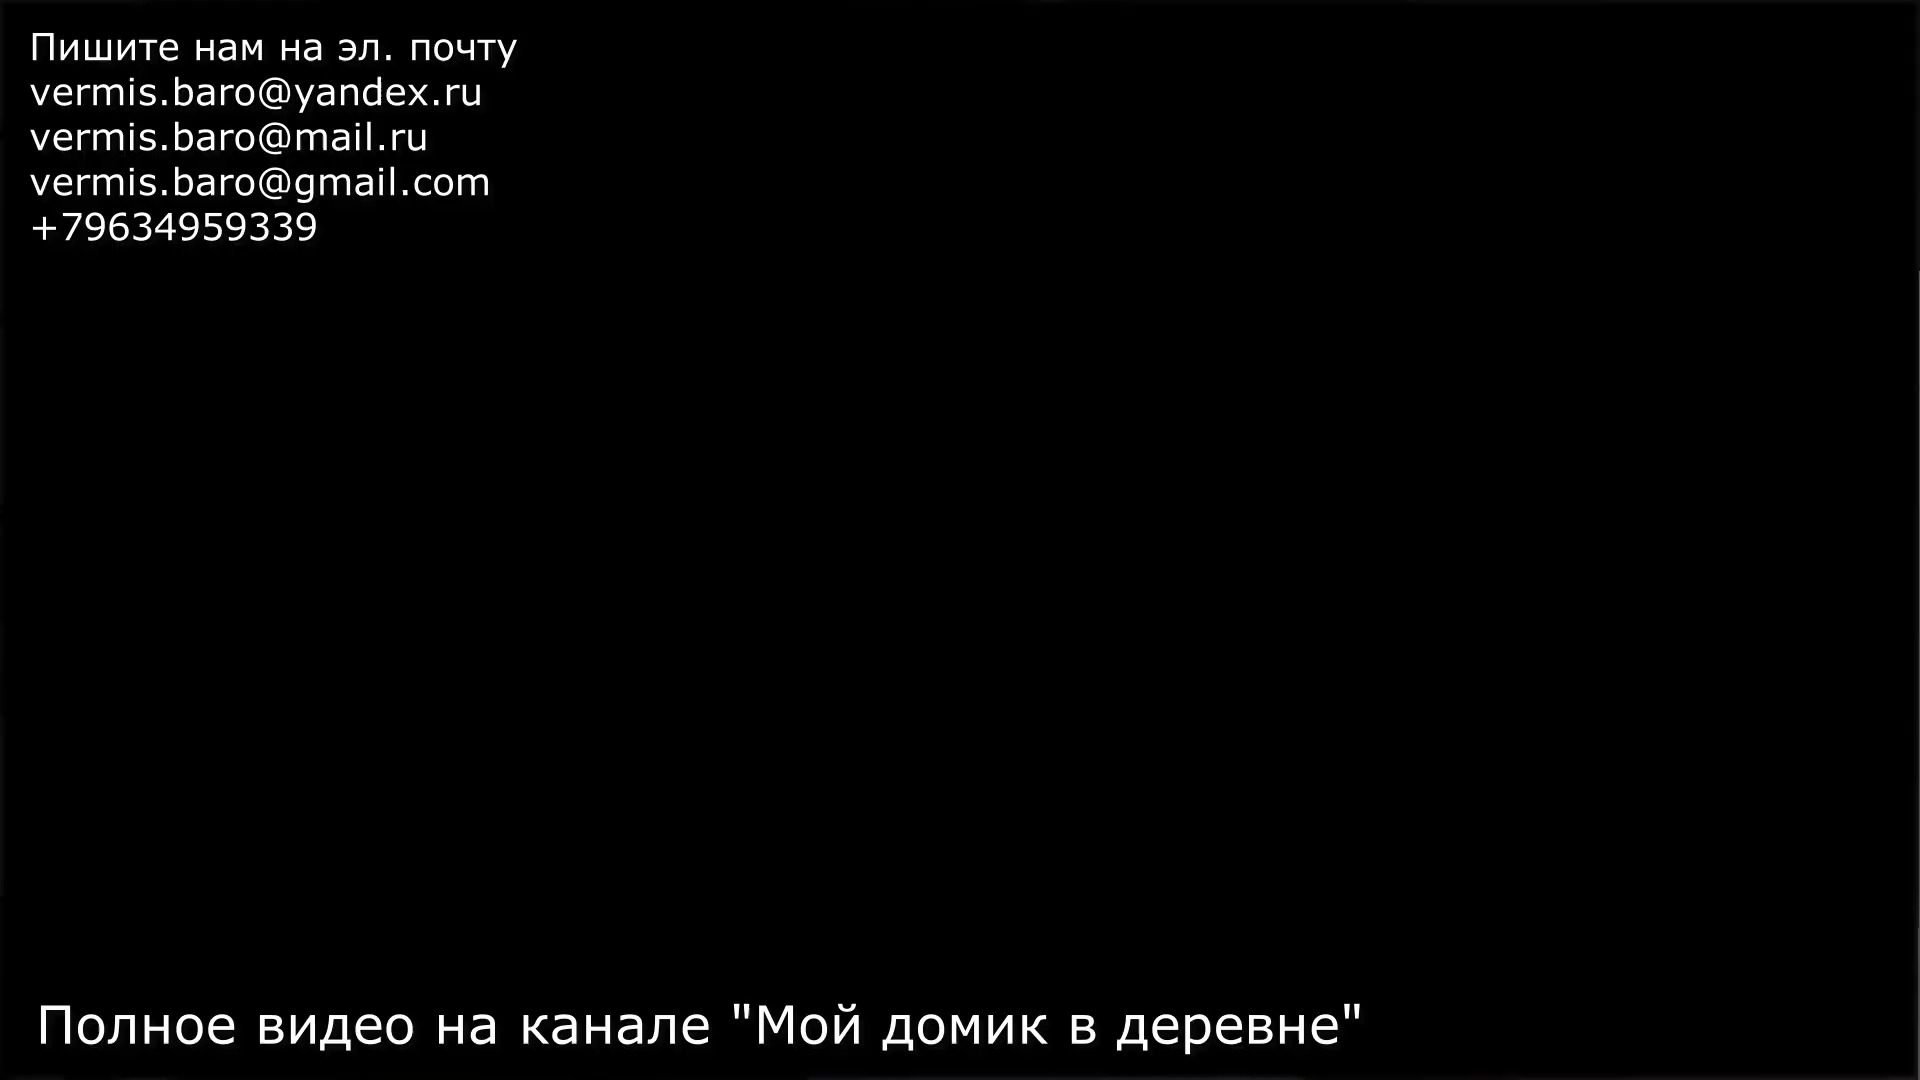 Пишите нам на эл. почту
vermis.baro@yandex.ru
vermis.baro@mail.ru
vermis.baro@gmail.com
+79634959339
Полное видео на канале "Мой домик в деревне"